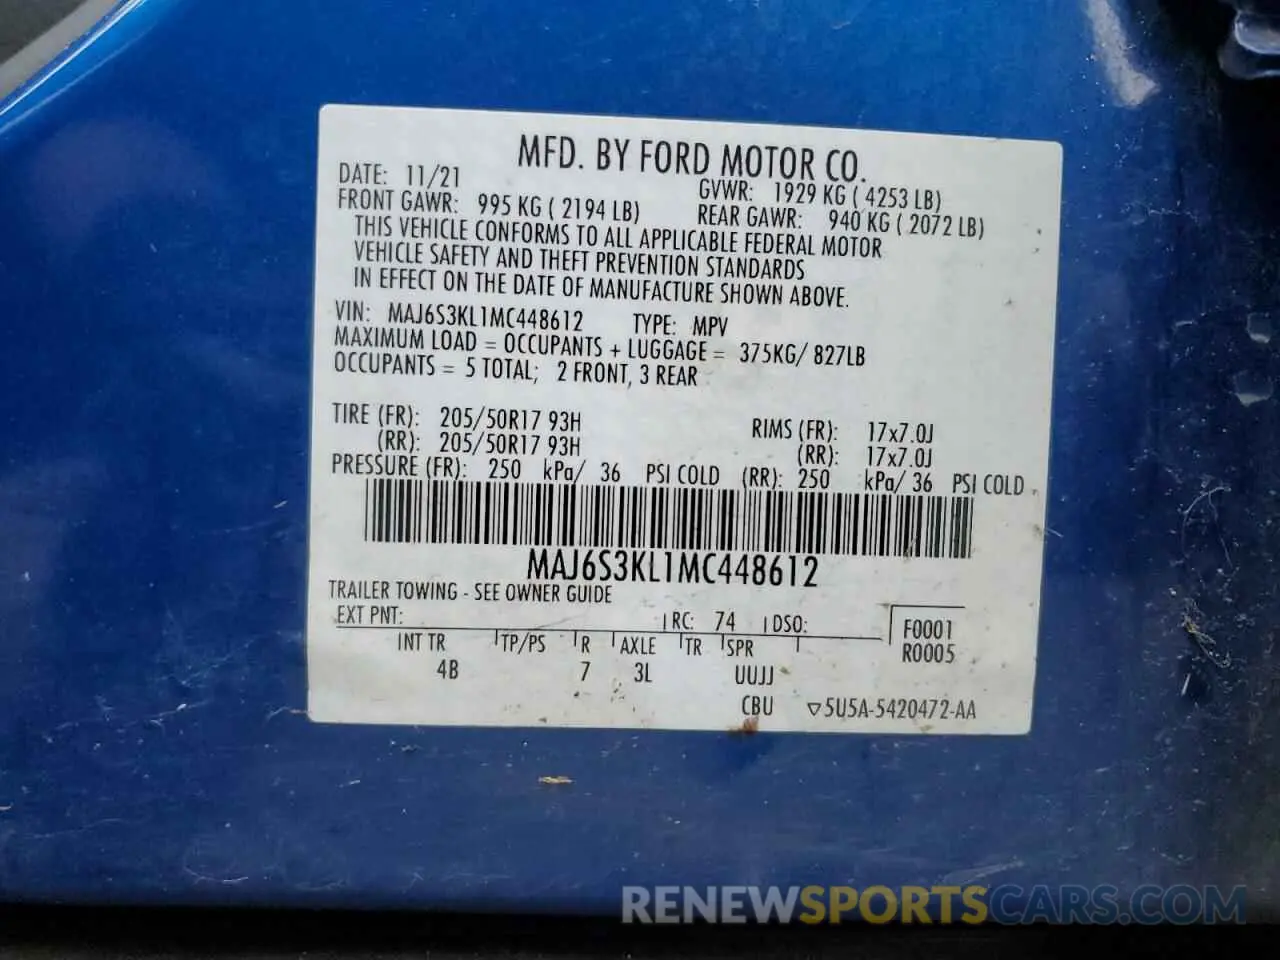 MFD. BY FORD MOTOR CO.
DATE: 11/21 GVWR: 1929 KG ( 4253 LB)
FRONT GAWR: 995 KG ( 2194 LB) REAR GAWR: 940 KG ( 2072 LB)
THIS VEHICLE CONFORMS TO ALL APPLICABLE FEDERAL MOTOR
VEHICLE SAFETY AND THEFT PREVENTION STANDARDS
IN EFFECT ON THE DATE OF MANUFACTURE SHOWN ABOVE.
VIN: MAJ6S3KL1MC448612 TYPE: MPV
MAXIMUM LOAD = OCCUPANTS + LUGGAGE = 375KG/ 827LB
OCCUPANTS = 5 TOTAL; 2 FRONT, 3 REAR
TIRE (FR): 205/50R17 93H RIMS (FR): 17x7.0J
(RR): 205/50R17 93H (RR): 17x7.0J
PRESSURE (FR): 250 kPa/ 36 PSI COLD (RR): 250 kPa/ 36 PSI COLD
MAJ6S3KL1MC448612
TRAILER TOWING - SEE OWNER GUIDE
EXT PNT: RC: 74 DSO: F0001
INT TR TP/PS R AXLE TR SPR R0005
4B 7 3L UUJJ
CBU ▽5U5A-5420472-AA
RENEWSPORTSCARS.COM